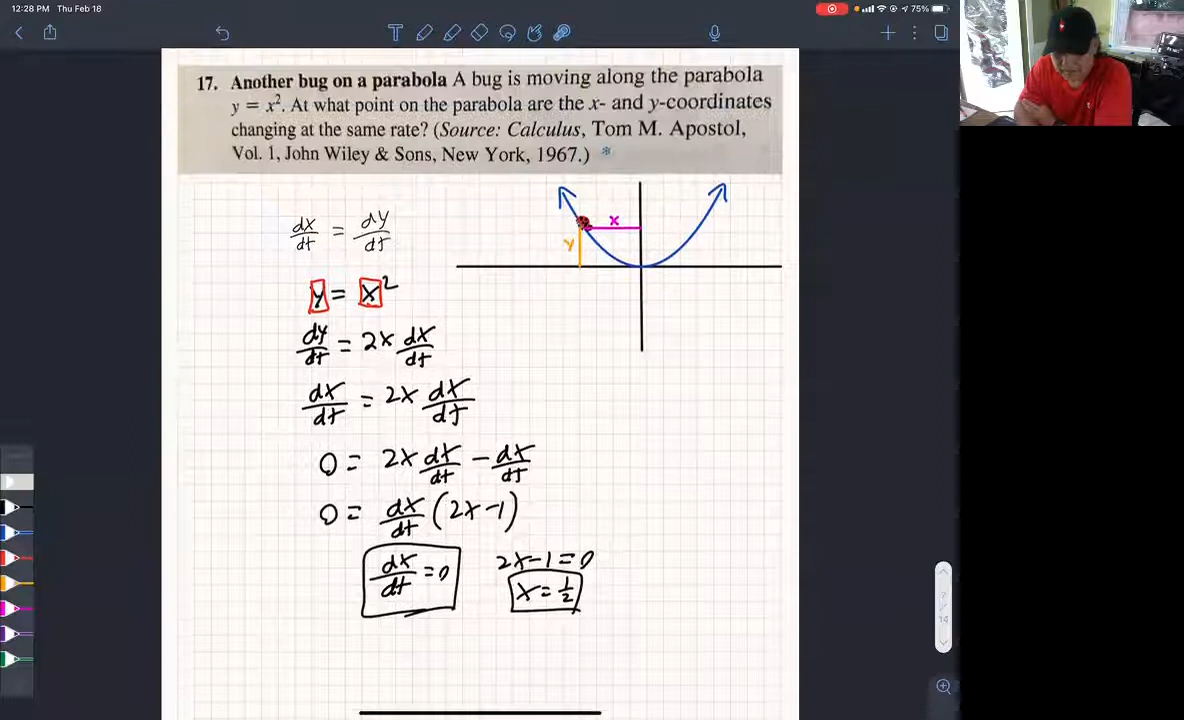 12:28 PM Thu Feb 18
75%
17. Another bug on a parabola A bug is moving along the parabola
y = x². At what point on the parabola are the x- and y-coordinates
changing at the same rate? (Source: Calculus, Tom M. Apostol,
Vol. 1, John Wiley & Sons, New York, 1967.) *
x
y
dx/dt = dy/dt
y = x²
dy/dt = 2x dx/dt
dx/dt = 2x dx/dt
0 = 2x dx/dt - dx/dt
0 = dx/dt (2x-1)
dx/dt = 0
2x-1=0
x = 1/2
7 / 14